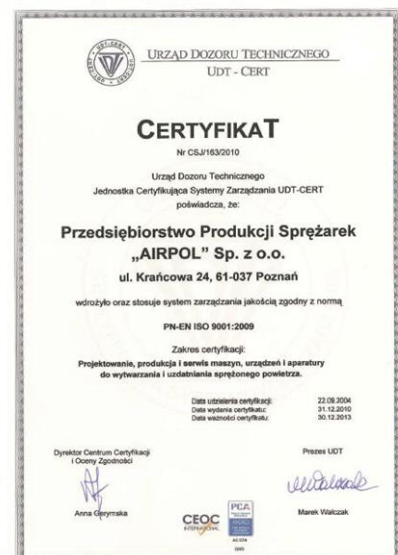 UDT-CERT
URZĄD DOZORU TECHNICZNEGO
UDT - CERT
CERTYFIKAT
Nr CSJ/163/2010
Urząd Dozoru Technicznego
Jednostka Certyfikująca Systemy Zarządzania UDT-CERT
poświadcza, że:
Przedsiębiorstwo Produkcji Sprężarek
„AIRPOL” Sp. z o.o.
ul. Krańcowa 24, 61-037 Poznań
wdrożyło oraz stosuje system zarządzania jakością zgodny z normą
PN-EN ISO 9001:2009
Zakres certyfikacji:
Projektowanie, produkcja i serwis maszyn, urządzeń i aparatury
do wytwarzania i uzdatniania sprężonego powietrza.
Data udzielenia certyfikacji: 22.09.2004
Data wydania certyfikatu: 31.12.2010
Data ważności certyfikatu: 30.12.2013
Dyrektor Centrum Certyfikacji
i Oceny Zgodności
Prezes UDT
Anna Gerymska
Marek Walczak
CEOC
INTERNATIONAL
PCA